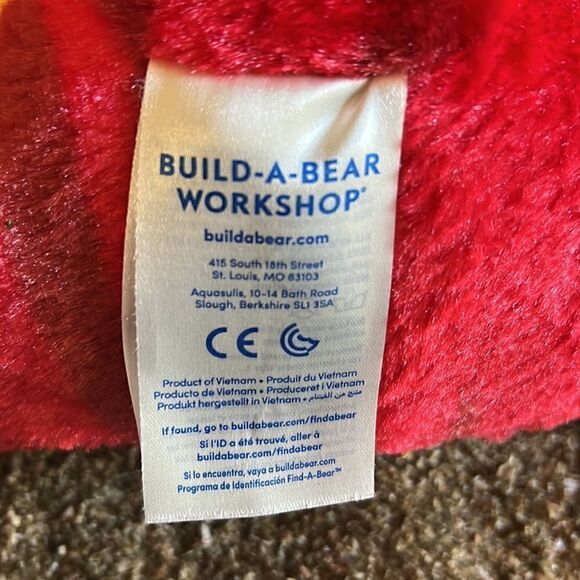 BUILD-A-BEAR
WORKSHOP®
buildabear.com
415 South 18th Street
St. Louis, MO 63103
Aquasulis, 10-14 Bath Road
Slough, Berkshire SL1 3SA
CE
Product of Vietnam • Produit du Vietnam
Producto de Vietnam • Produceret i Vietnam
Produkt hergestellt in Vietnam • منتج من الفيتنام
If found, go to buildabear.com/findabear
Si l'ID a été trouvé, aller à
buildabear.com/findabear
Si lo encuentra, vaya a buildabear.com
Programa de Identificación Find-A-Bear™